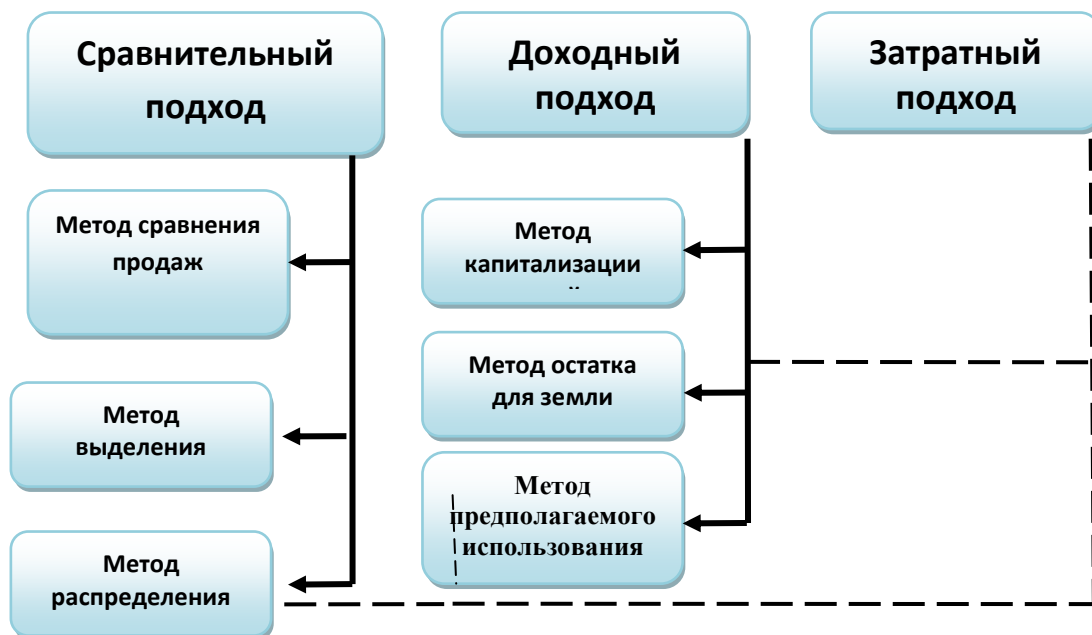 Сравнительный
подход
Доходный
подход
Затратный
подход
Метод сравнения
продаж
Метод
выделения
Метод
распределения
Метод
капитализации
Метод остатка
для земли
Метод
предполагаемого
использования